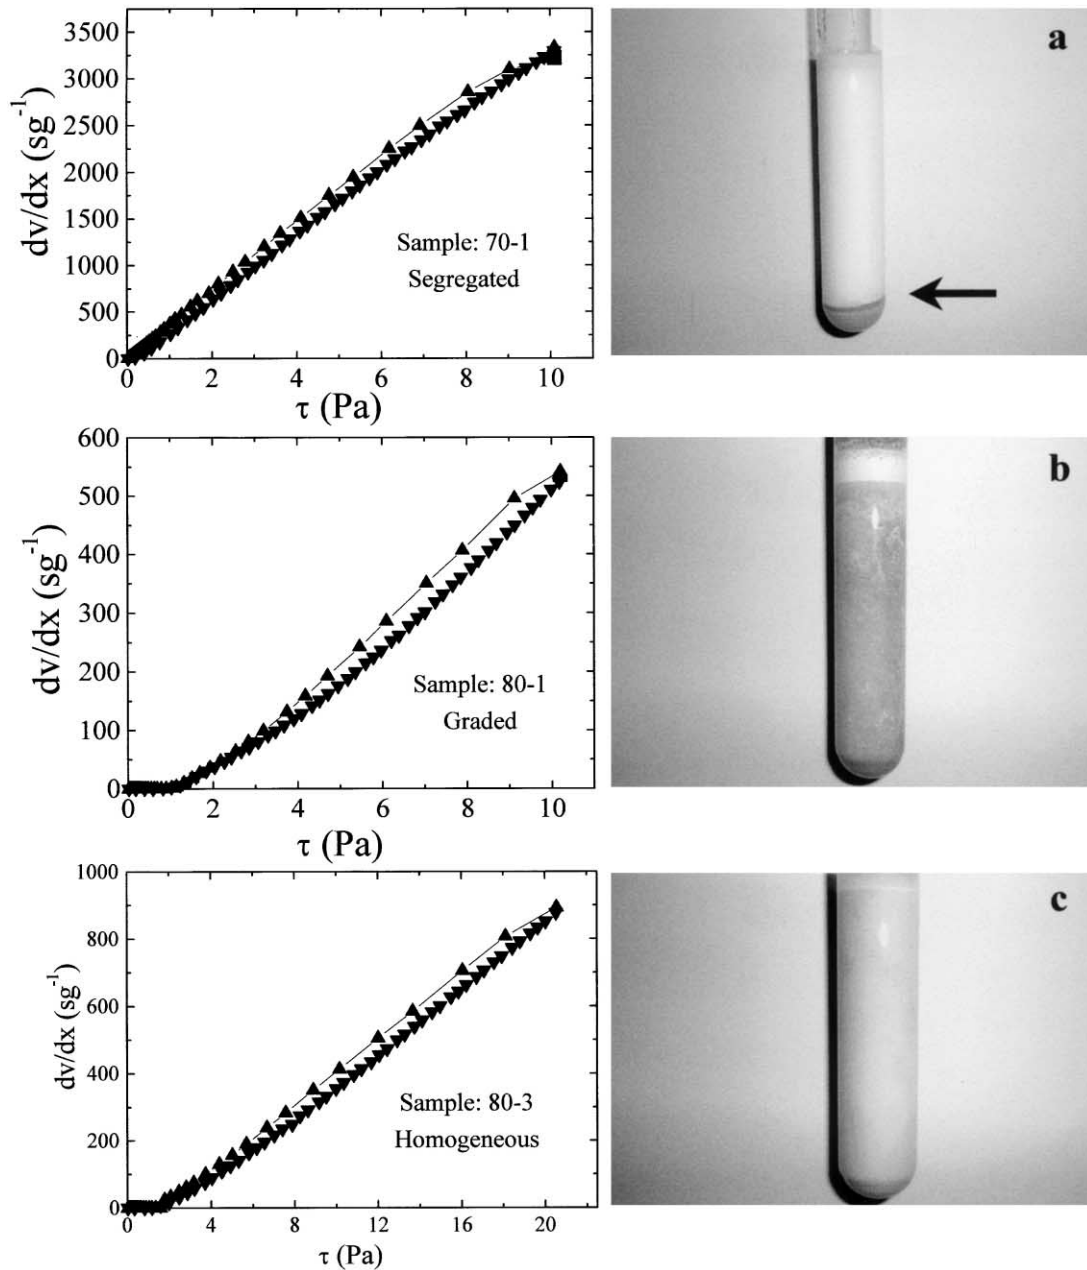 3500
3000
2500
2000
1500
1000
500
0
dv/dx (sg⁻¹)
Sample: 70-1
Segregated
0 2 4 6 8 10
τ (Pa)
a
600
500
400
300
200
100
0
dv/dx (sg⁻¹)
Sample: 80-1
Graded
0 2 4 6 8 10
τ (Pa)
b
1000
800
600
400
200
0
dv/dx (sg⁻¹)
Sample: 80-3
Homogeneous
0 4 8 12 16 20
τ (Pa)
c